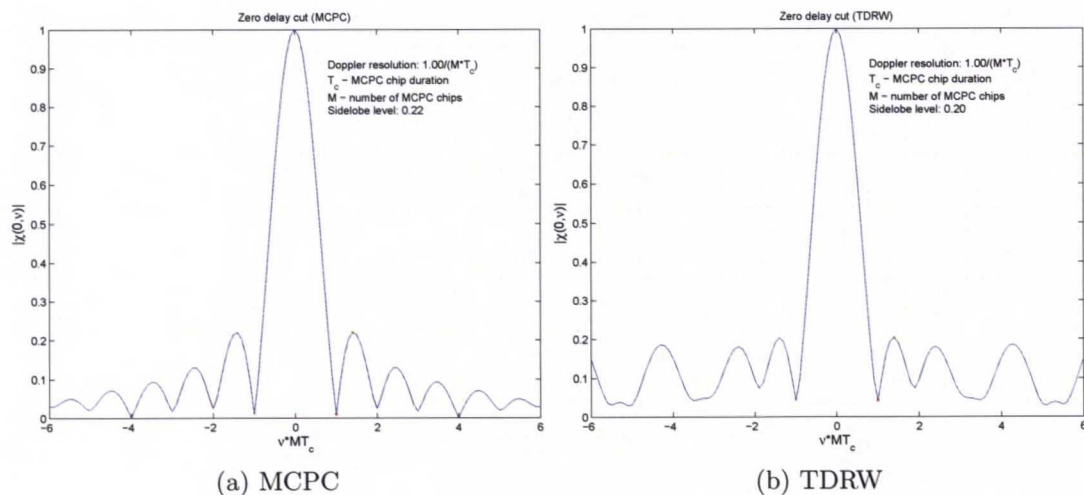 Zero delay cut (MCPC)
1
0.9
0.8
0.7
0.6
0.5
0.4
0.3
0.2
0.1
0
|χ(0,ν)|
Doppler resolution: 1.00/(M*T_c)
T_c − MCPC chip duration
M − number of MCPC chips
Sidelobe level: 0.22
−6 −4 −2 0 2 4 6
ν*MT_c
(a) MCPC
Zero delay cut (TDRW)
1
0.9
0.8
0.7
0.6
0.5
0.4
0.3
0.2
0.1
0
|χ(0,ν)|
Doppler resolution: 1.00/(M*T_c)
T_c − MCPC chip duration
M − number of MCPC chips
Sidelobe level: 0.20
−6 −4 −2 0 2 4 6
ν*MT_c
(b) TDRW